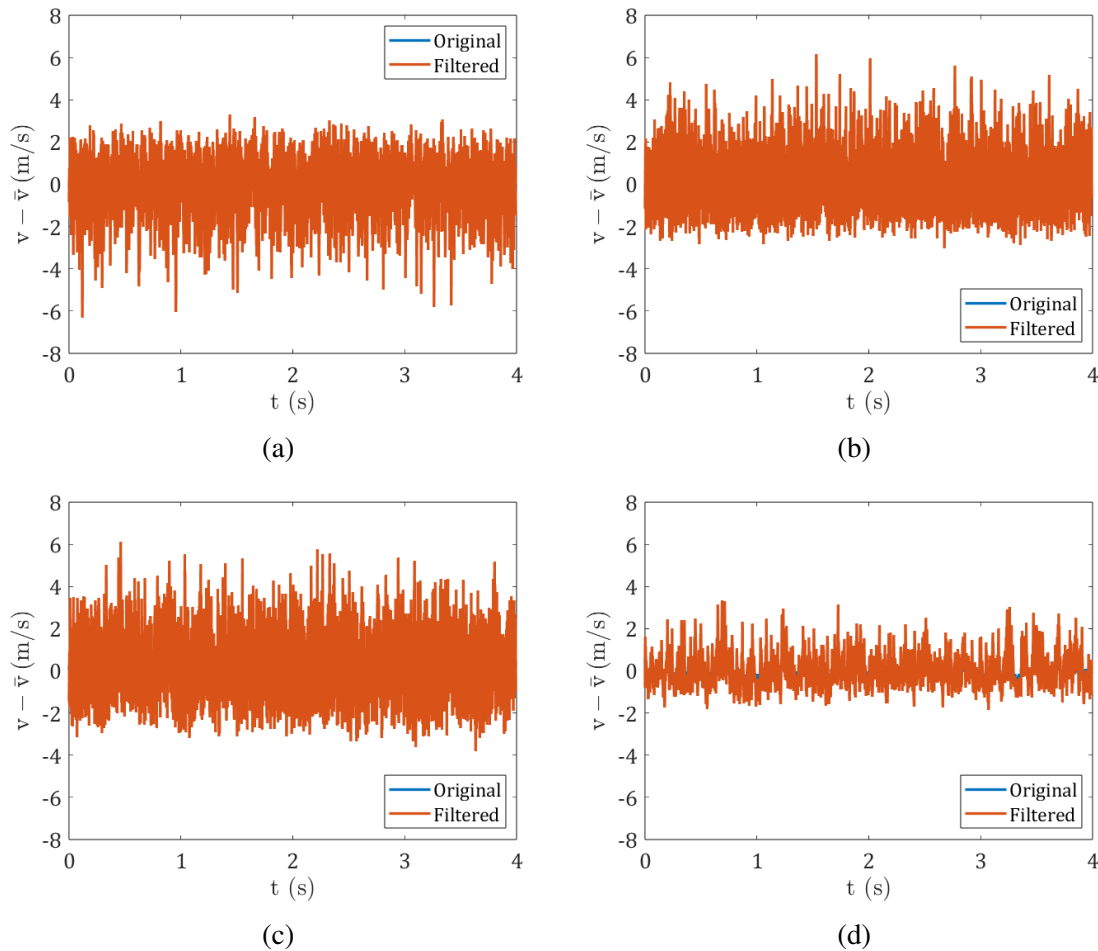 8
6
4
2
0
-2
-4
-6
-8
v − v̄ (m/s)
Original
Filtered
0 1 2 3 4
t (s)
(a)
8
6
4
2
0
-2
-4
-6
-8
v − v̄ (m/s)
Original
Filtered
0 1 2 3 4
t (s)
(b)
8
6
4
2
0
-2
-4
-6
-8
v − v̄ (m/s)
Original
Filtered
0 1 2 3 4
t (s)
(c)
8
6
4
2
0
-2
-4
-6
-8
v − v̄ (m/s)
Original
Filtered
0 1 2 3 4
t (s)
(d)